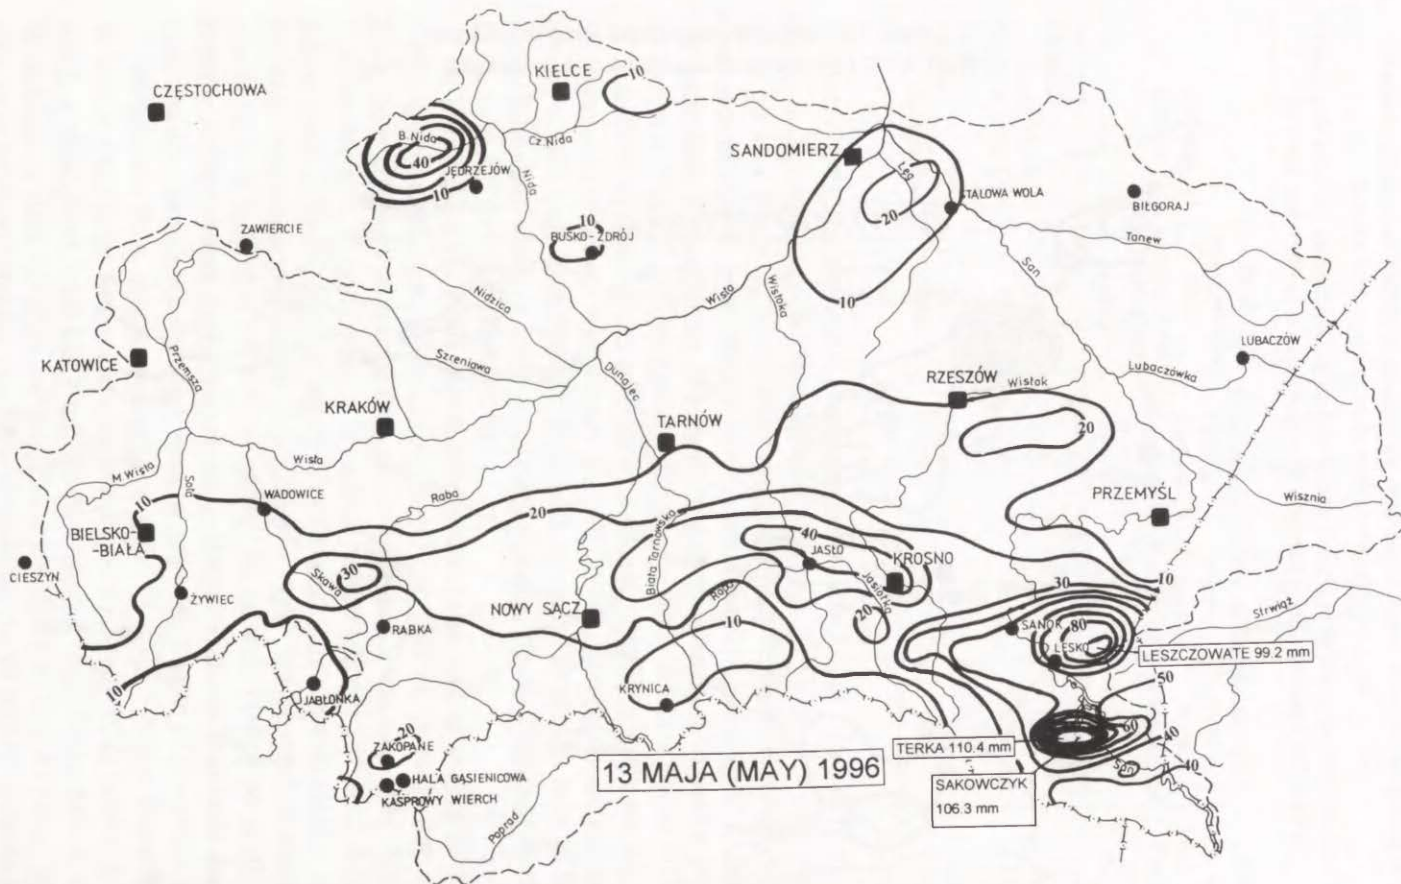 CZĘSTOCHOWA
KIELCE
10
B.Nida
Cz.Nida
40
JĘDRZEJÓW
10
Nida
SANDOMIERZ
Łęg
STALOWA WOLA
20
BIŁGORAJ
Tanew
ZAWIERCIE
10
BUSKO-ZDRÓJ
San
Nidzica
Wisła
Wisłoka
10
KATOWICE
Przemsza
Szreniawa
Dunajec
LUBACZÓW
Lubaczówka
RZESZÓW
Wisłok
KRAKÓW
TARNÓW
20
Wisła
M.Wisła
Soła
WADOWICE
Raba
10
20
PRZEMYŚL
Wisznia
BIELSKO-
-BIAŁA
Biała Tarnowska
40
JASŁO
KROSNO
CIESZYN
Skawa
30
Ropa
Jasiołka
10
30
Strwiąż
ŻYWIEC
NOWY SĄCZ
RABKA
10
20
SANOK
80
LESKO
LESZCZOWATE 99.2 mm
10
JABŁONKA
KRYNICA
50
20
ZAKOPANE
60
40
TERKA 110.4 mm
HALA GĄSIENICOWA
13 MAJA (MAY) 1996
San
40
KASPROWY WIERCH
SAKOWCZYK
106.3 mm
Poprad